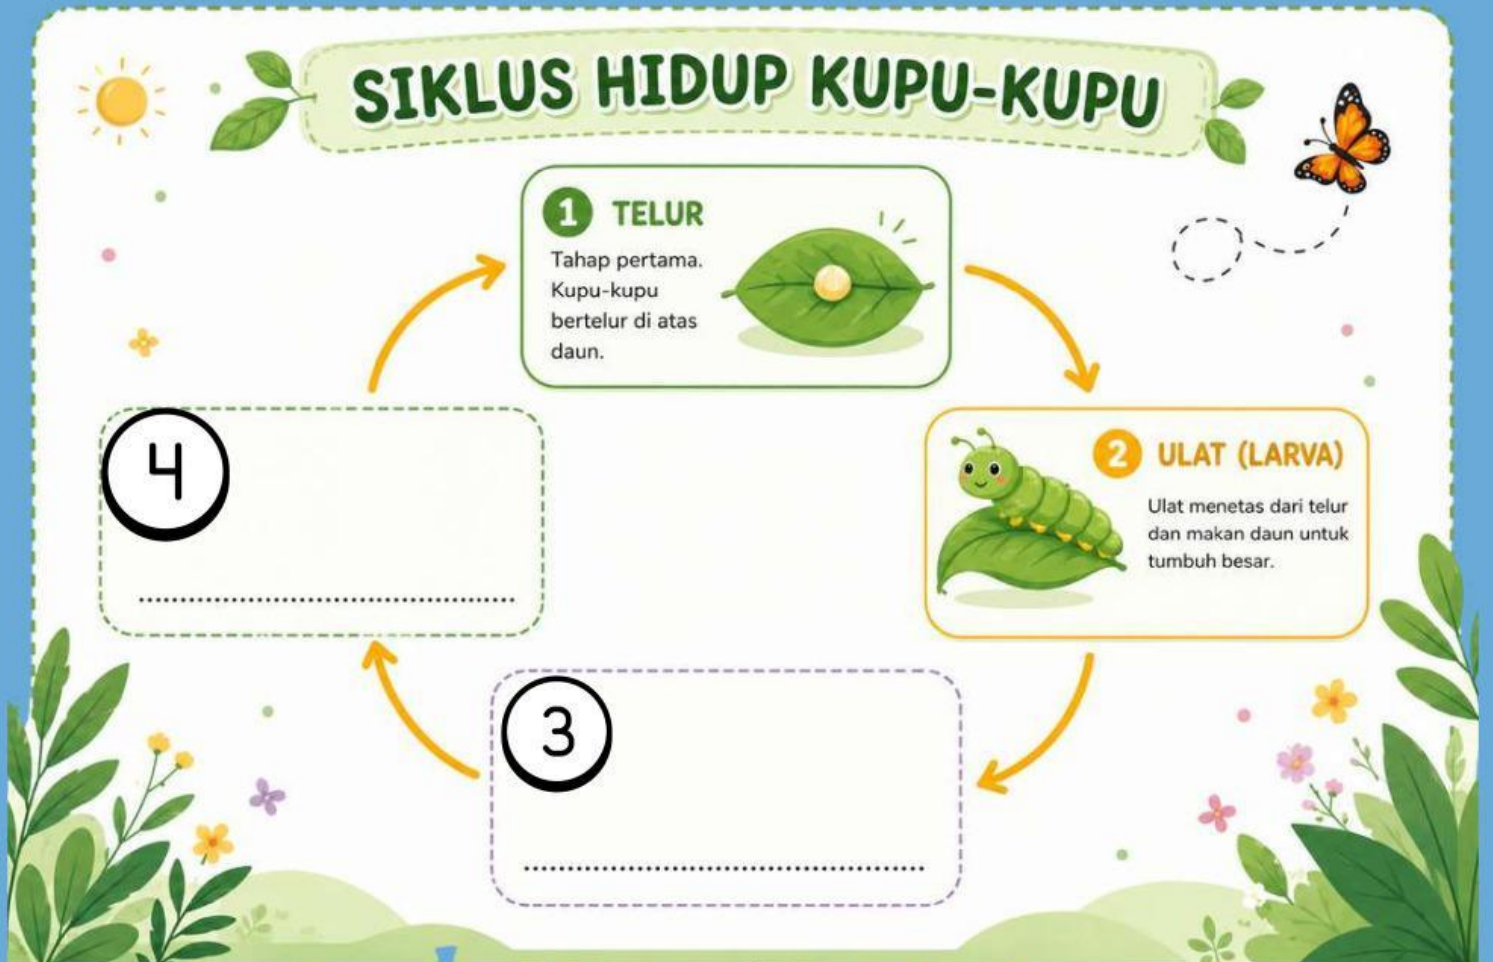 SIKLUS HIDUP KUPU-KUPU
1 TELUR
Tahap pertama.
Kupu-kupu
bertelur di atas
daun.
2 ULAT (LARVA)
Ulat menetas dari telur
dan makan daun untuk
tumbuh besar.
3
4